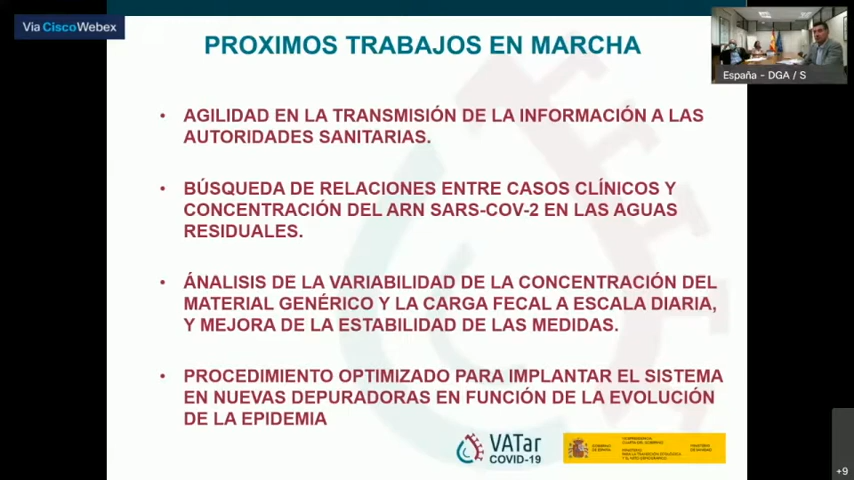 Via CiscoWebex
PROXIMOS TRABAJOS EN MARCHA
España - DGA / S
• AGILIDAD EN LA TRANSMISIÓN DE LA INFORMACIÓN A LAS
AUTORIDADES SANITARIAS.
• BÚSQUEDA DE RELACIONES ENTRE CASOS CLÍNICOS Y
CONCENTRACIÓN DEL ARN SARS-COV-2 EN LAS AGUAS
RESIDUALES.
• ÁNALISIS DE LA VARIABILIDAD DE LA CONCENTRACIÓN DEL
MATERIAL GENÉRICO Y LA CARGA FECAL A ESCALA DIARIA,
Y MEJORA DE LA ESTABILIDAD DE LAS MEDIDAS.
• PROCEDIMIENTO OPTIMIZADO PARA IMPLANTAR EL SISTEMA
EN NUEVAS DEPURADORAS EN FUNCIÓN DE LA EVOLUCIÓN
DE LA EPIDEMIA
VATar
COVID-19
GOBIERNO
DE ESPAÑA
+9